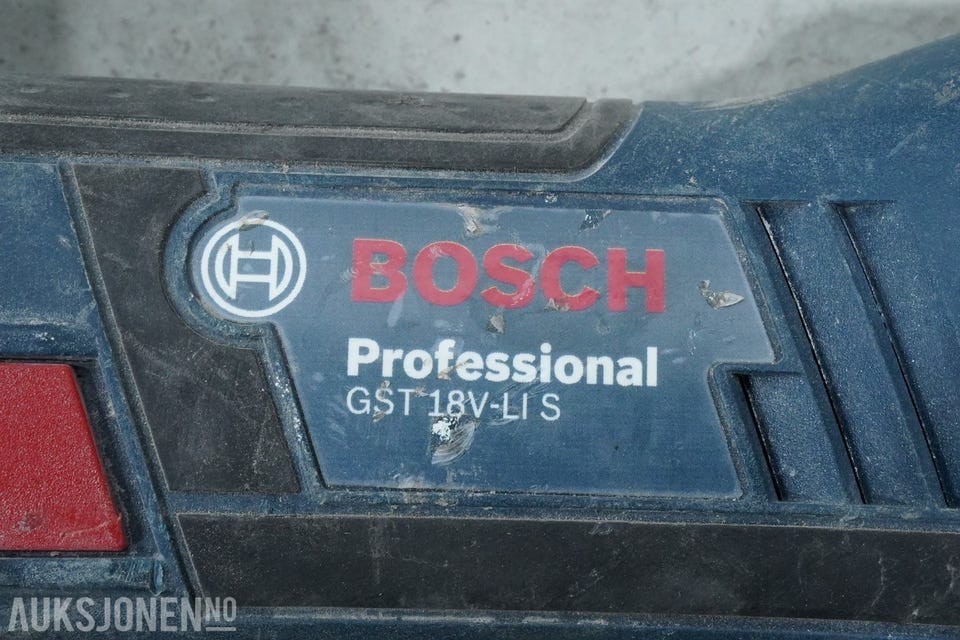 BOSCH
Professional
GST 18V-LI S
AUKSJONEN.NO